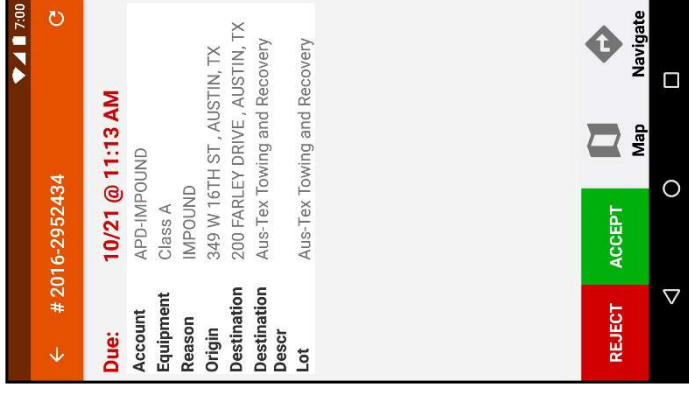 7:00
# 2016-2952434
Due: 10/21 @ 11:13 AM
Account APD-IMPOUND
Equipment Class A
Reason IMPOUND
Origin 349 W 16TH ST , AUSTIN, TX
Destination 200 FARLEY DRIVE , AUSTIN, TX
Destination Aus-Tex Towing and Recovery
Descr
Lot Aus-Tex Towing and Recovery
REJECT ACCEPT Map Navigate